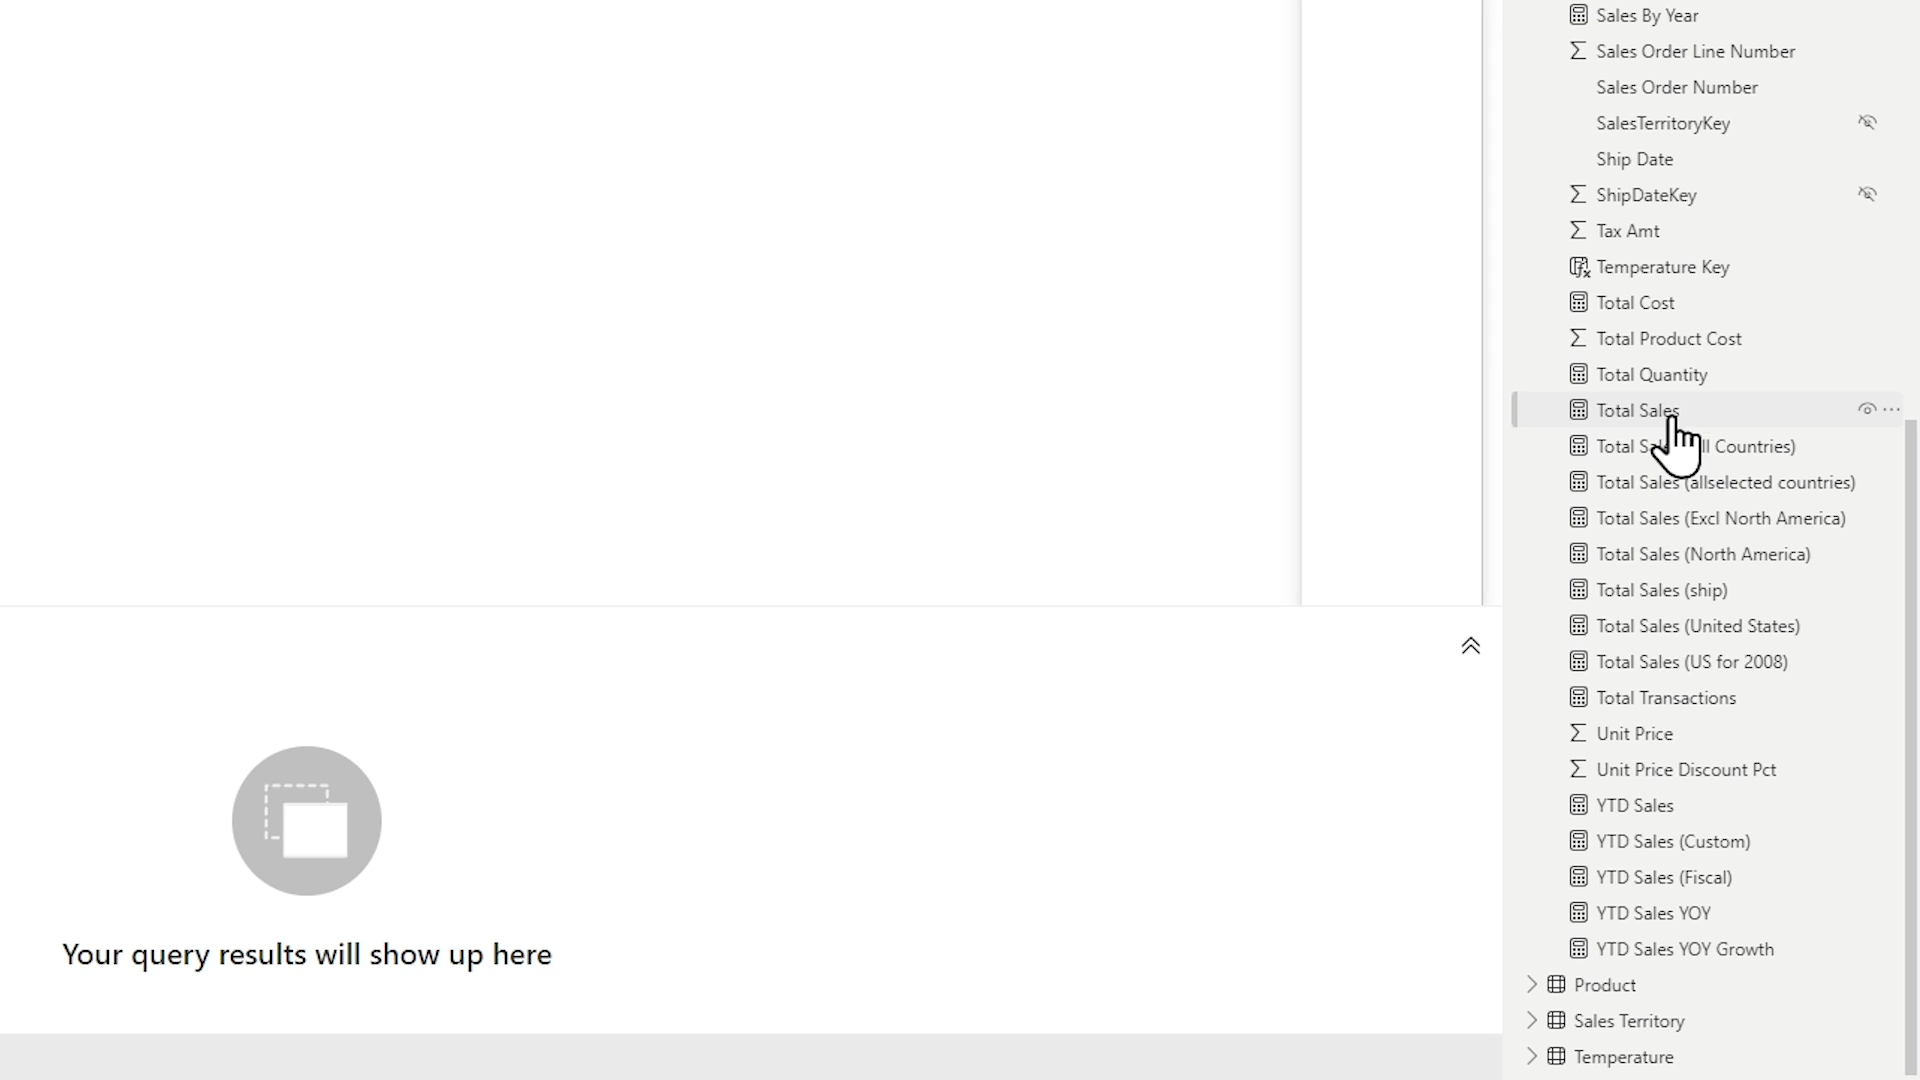 Sales By Year
Sales Order Line Number
Sales Order Number
SalesTerritoryKey
Ship Date
ShipDateKey
Tax Amt
Temperature Key
Total Cost
Total Product Cost
Total Quantity
Total Sales
Total Countries)
Total Sales (allselected countries)
Total Sales (Excl North America)
Total Sales (North America)
Total Sales (ship)
Total Sales (United States)
Total Sales (US for 2008)
Total Transactions
Unit Price
Unit Price Discount Pct
YTD Sales
YTD Sales (Custom)
YTD Sales (Fiscal)
YTD Sales YOY
YTD Sales YOY Growth
Product
Sales Territory
Temperature
Your query results will show up here